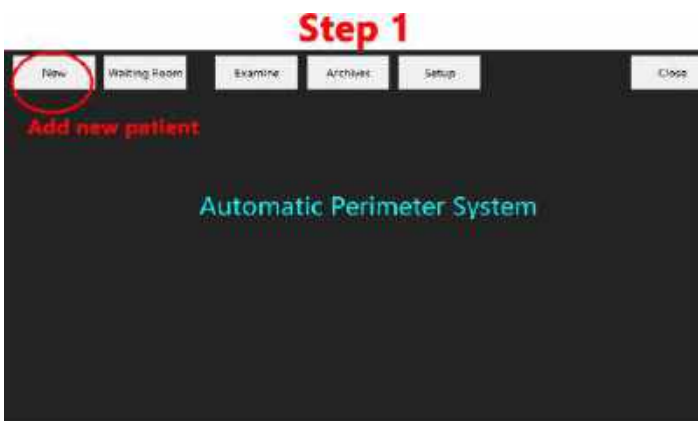 Step 1
New Waiting Room Examine Archives Setup Close
Add new patient
Automatic Perimeter System